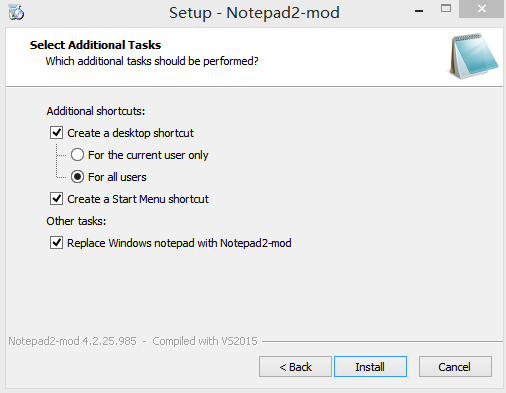 Setup - Notepad2-mod
Select Additional Tasks
Which additional tasks should be performed?
Additional shortcuts:
Create a desktop shortcut
For the current user only
For all users
Create a Start Menu shortcut
Other tasks:
Replace Windows notepad with Notepad2-mod
Notepad2-mod 4.2.25.985 - Compiled with VS2015
< Back Install Cancel